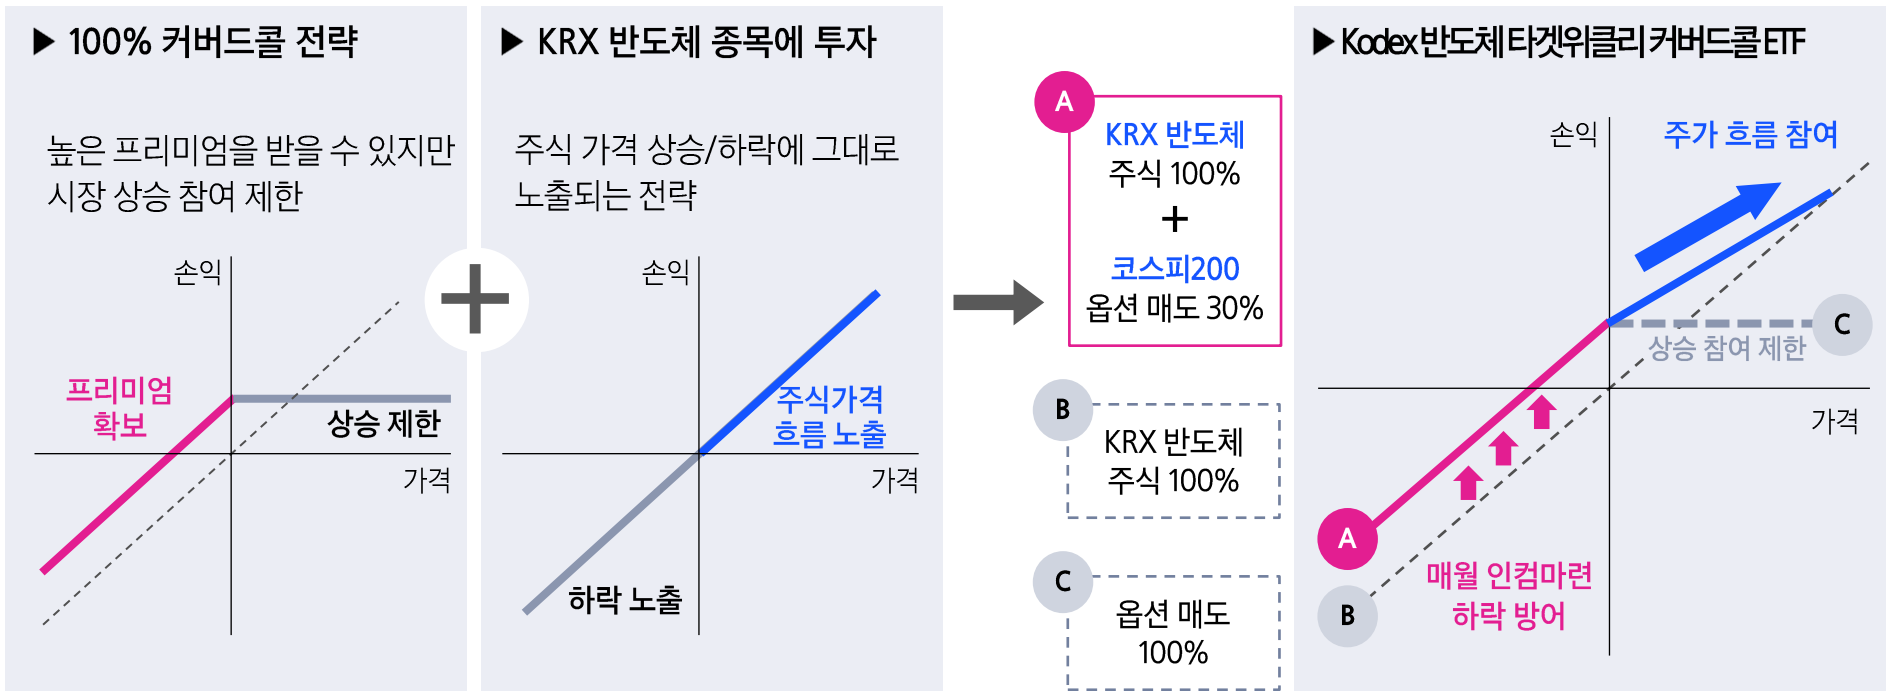 ▶ 100% 커버드콜 전략
높은 프리미엄을 받을 수 있지만
시장 상승 참여 제한
손익
프리미엄
확보
상승 제한
가격
+
▶ KRX 반도체 종목에 투자
주식 가격 상승/하락에 그대로
노출되는 전략
손익
주식가격
흐름 노출
가격
하락 노출
A
KRX 반도체
주식 100%
+
코스피200
옵션 매도 30%
B
KRX 반도체
주식 100%
C
옵션 매도
100%
▶ Kodex 반도체 타겟위클리 커버드콜 ETF
손익
주가 흐름 참여
C
상승 참여 제한
가격
A
매월 인컴마련
하락 방어
B